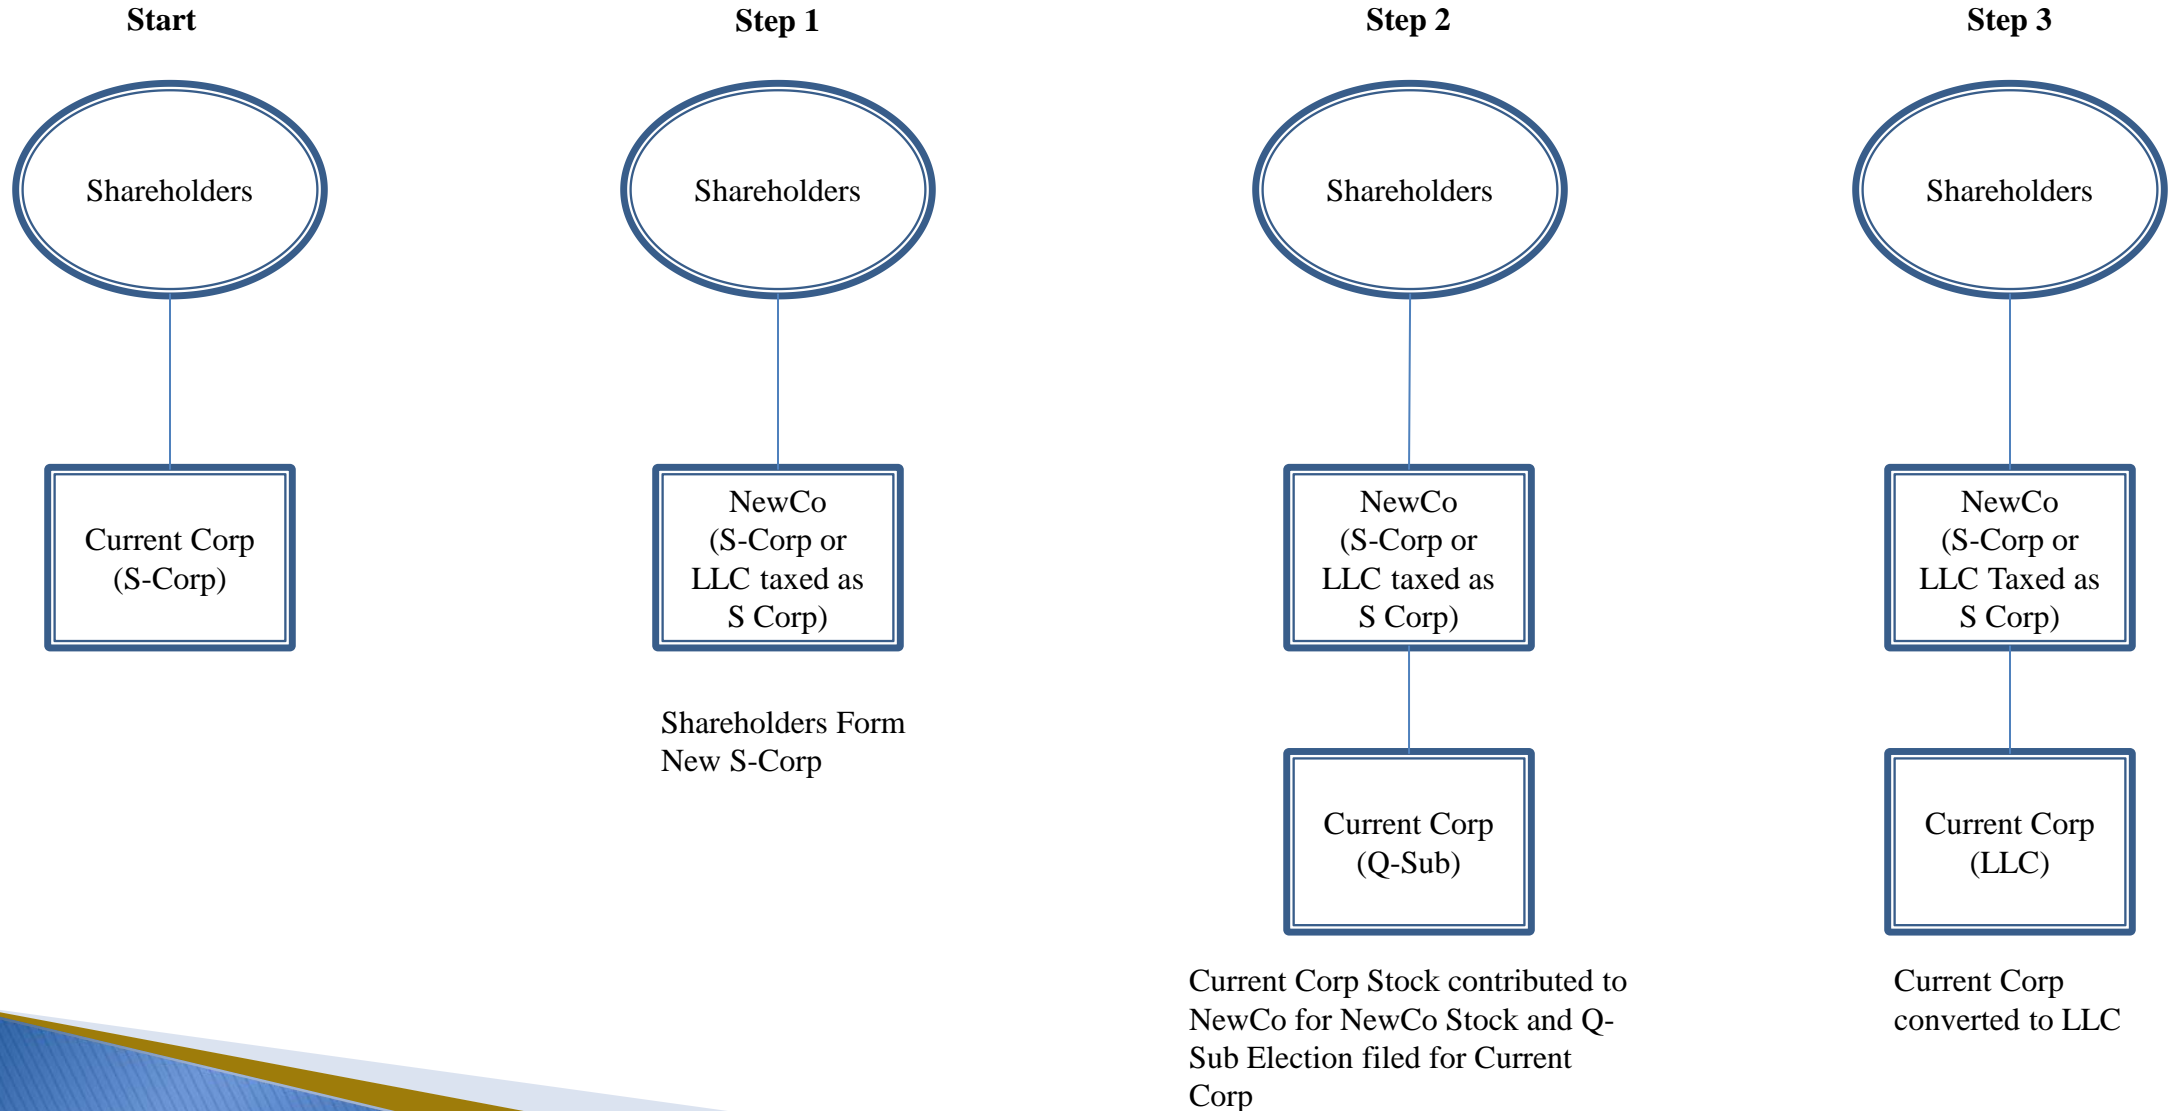 Start
Shareholders
Current Corp
(S-Corp)
Step 1
Shareholders
NewCo
(S-Corp or
LLC taxed as
S Corp)
Shareholders Form
New S-Corp
Step 2
Shareholders
NewCo
(S-Corp or
LLC taxed as
S Corp)
Current Corp
(Q-Sub)
Current Corp Stock contributed to
NewCo for NewCo Stock and Q-
Sub Election filed for Current
Corp
Step 3
Shareholders
NewCo
(S-Corp or
LLC Taxed as
S Corp)
Current Corp
(LLC)
Current Corp
converted to LLC